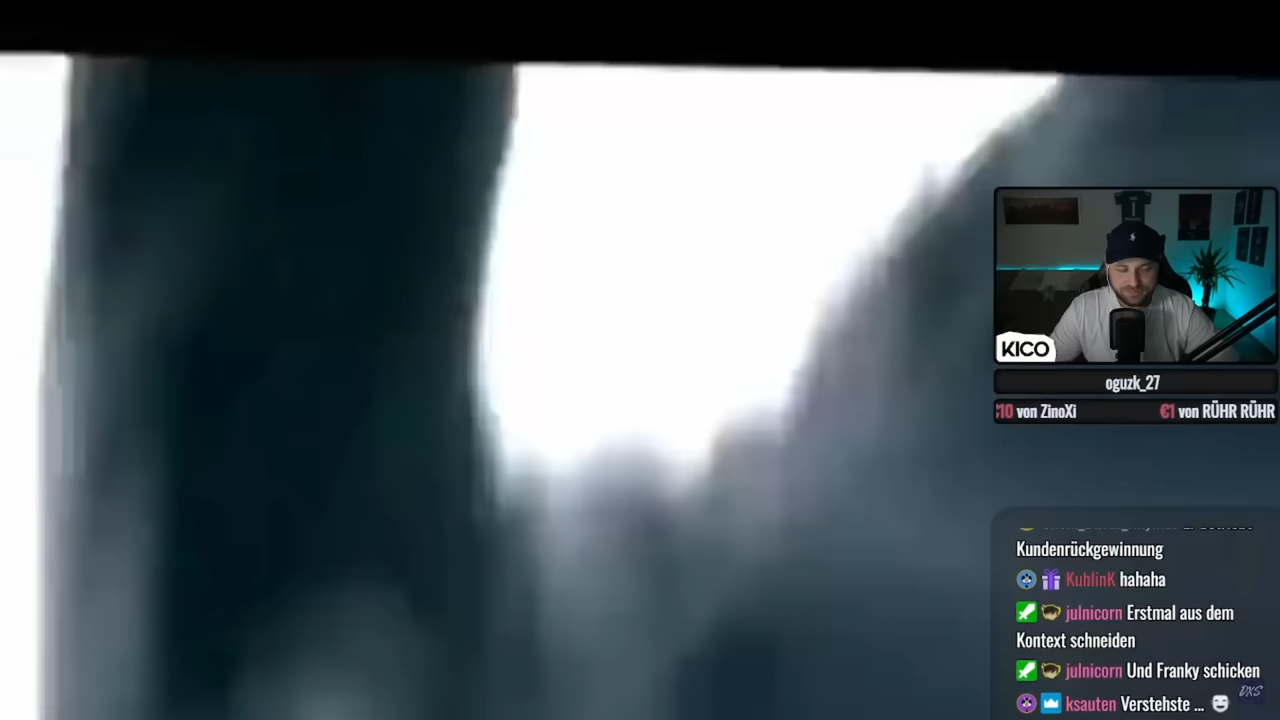 KICO
oguzk_27
€10 von ZinoXi €1 von RÜHR RÜHR
Kundenrückgewinnung
KuhlinK hahaha
julnicorn Erstmal aus dem
Kontext schneiden
julnicorn Und Franky schicken
DXS
ksauten Verstehste ...